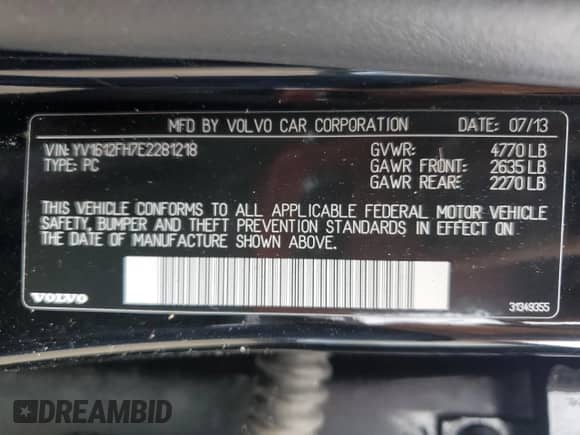 MFD BY VOLVO CAR CORPORATION DATE: 07/13
VIN: YV1612FH7E2281218 GVWR: 4770 LB
TYPE: PC GAWR FRONT: 2635 LB
GAWR REAR: 2270 LB
THIS VEHICLE CONFORMS TO ALL APPLICABLE FEDERAL MOTOR VEHICLE
SAFETY, BUMPER AND THEFT PREVENTION STANDARDS IN EFFECT ON
THE DATE OF MANUFACTURE SHOWN ABOVE.
VOLVO 31349355
DREAMBID